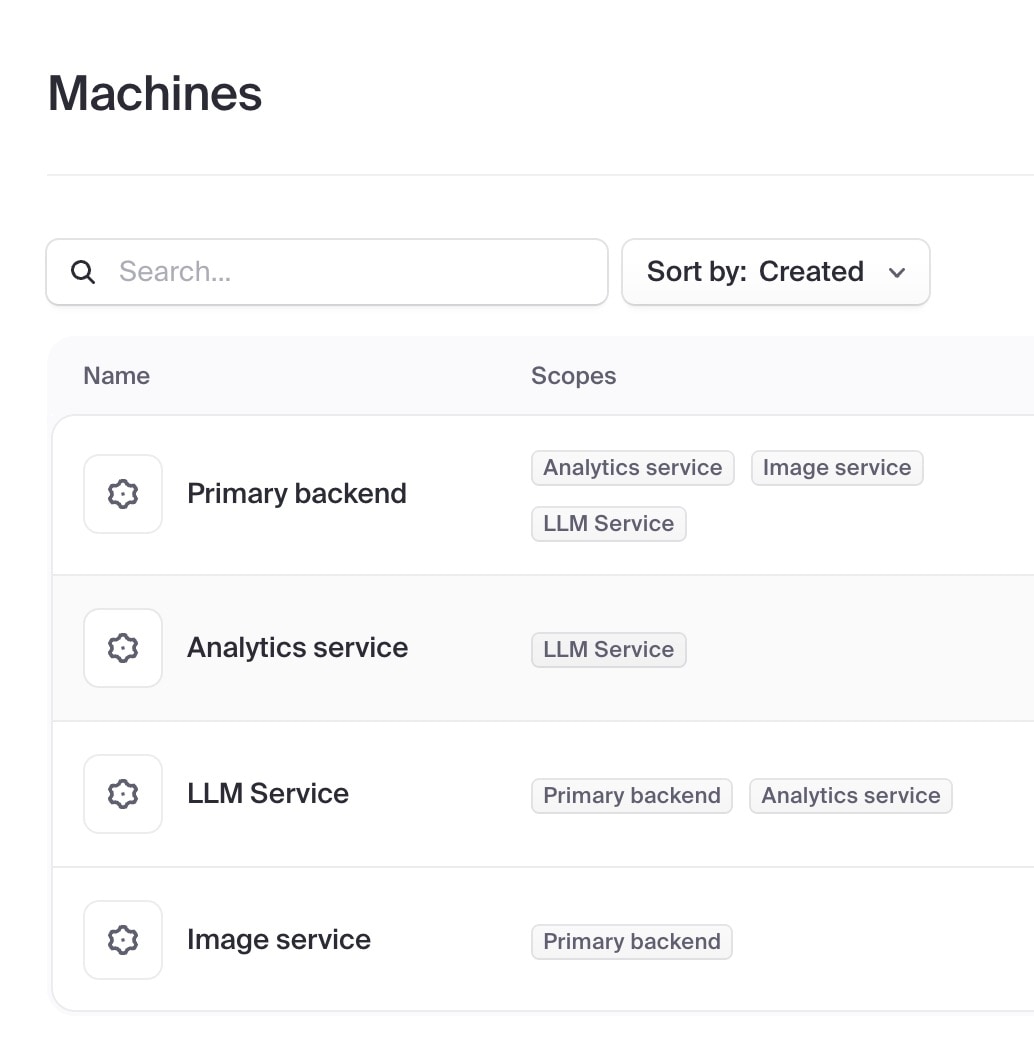 Machines
Search...
Sort by: Created
Name Scopes
Primary backend Analytics service Image service
LLM Service
Analytics service LLM Service
LLM Service Primary backend Analytics service
Image service Primary backend